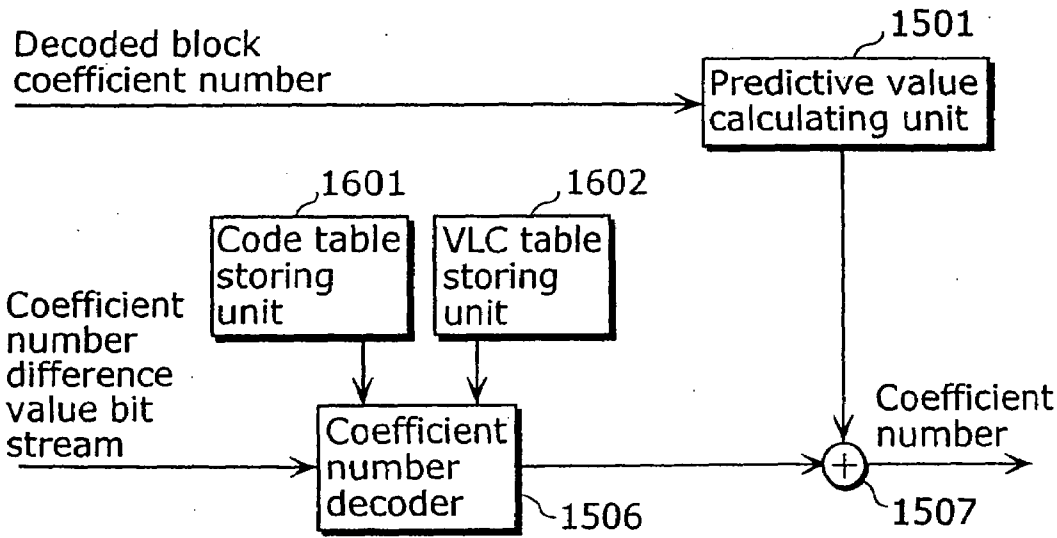 1501
Decoded block
coefficient number
Predictive value
calculating unit
1601
1602
Code table
storing
unit
VLC table
storing
unit
Coefficient
number
difference
value bit
stream
Coefficient
number
decoder
1506
+
Coefficient
number
1507